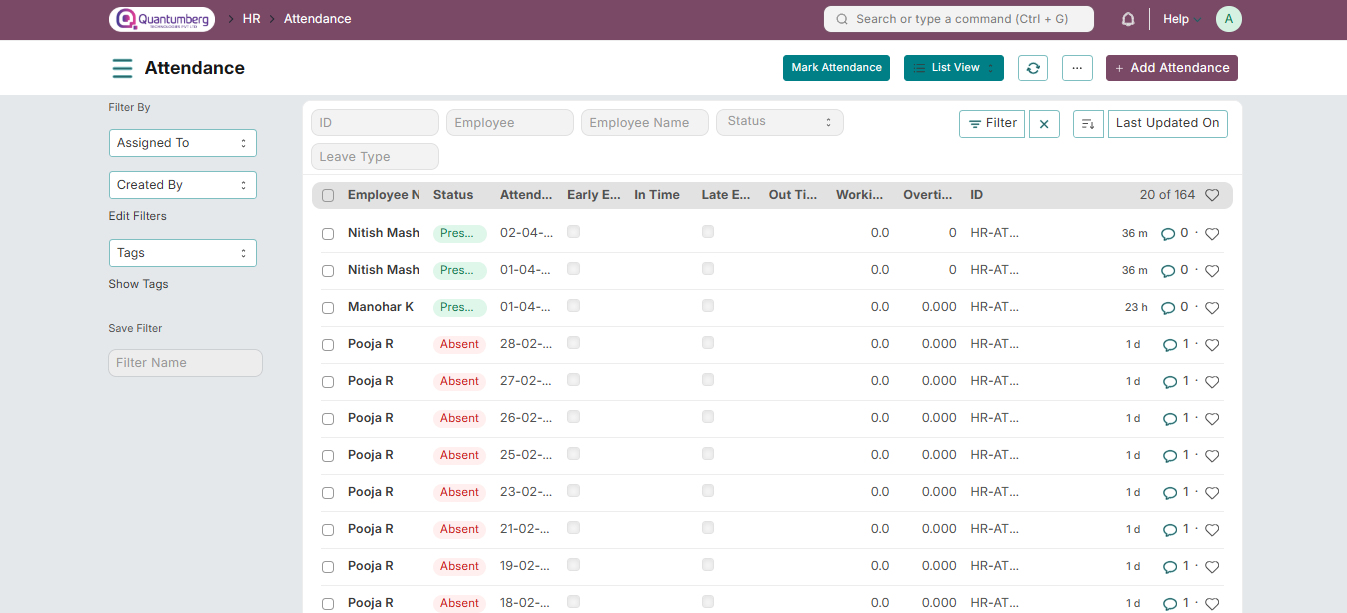 Quantumberg
TECHNOLOGIES PVT LTD
HR
Attendance
Search or type a command (Ctrl + G)
Help
A
Attendance
Mark Attendance
List View
...
+ Add Attendance
Filter By
Assigned To
Created By
Edit Filters
Tags
Show Tags
Save Filter
Filter Name
ID
Employee
Employee Name
Status
Leave Type
Filter
Last Updated On
Employee N Status Attend... Early E... In Time Late E... Out Ti... Worki... Overti... ID 20 of 164
Nitish Mash Pres... 02-04-... 0.0 0 HR-AT... 36 m 0 ·
Nitish Mash Pres... 01-04-... 0.0 0 HR-AT... 36 m 0 ·
Manohar K Pres... 01-04-... 0.0 0.000 HR-AT... 23 h 0 ·
Pooja R Absent 28-02-... 0.0 0.000 HR-AT... 1 d 1 ·
Pooja R Absent 27-02-... 0.0 0.000 HR-AT... 1 d 1 ·
Pooja R Absent 26-02-... 0.0 0.000 HR-AT... 1 d 1 ·
Pooja R Absent 25-02-... 0.0 0.000 HR-AT... 1 d 1 ·
Pooja R Absent 23-02-... 0.0 0.000 HR-AT... 1 d 1 ·
Pooja R Absent 21-02-... 0.0 0.000 HR-AT... 1 d 1 ·
Pooja R Absent 19-02-... 0.0 0.000 HR-AT... 1 d 1 ·
Pooja R Absent 18-02-... 0.0 0.000 HR-AT... 1 d 1 ·